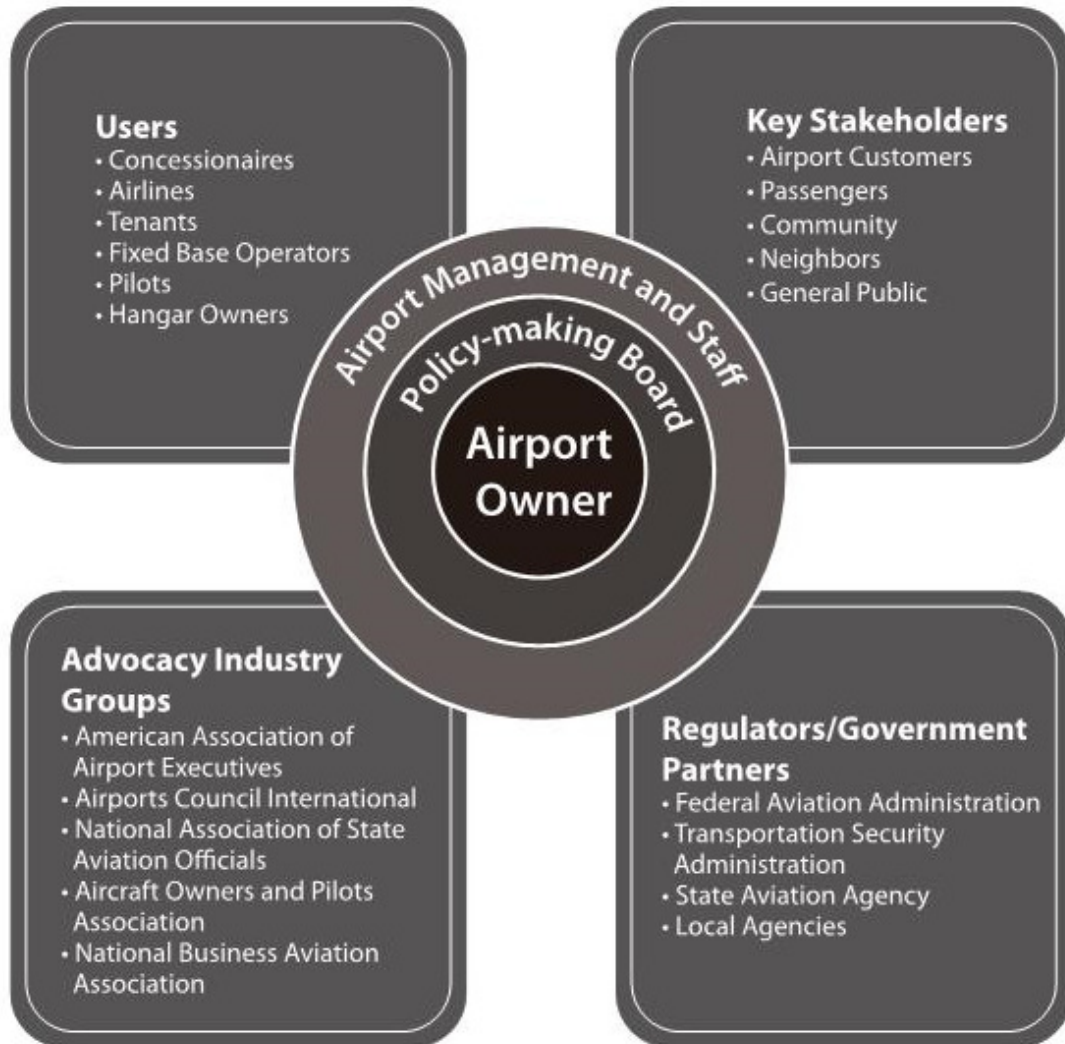 Users
• Concessionaires
• Airlines
• Tenants
• Fixed Base Operators
• Pilots
• Hangar Owners
Key Stakeholders
• Airport Customers
• Passengers
• Community
• Neighbors
• General Public
Airport Management and Staff
Policy-making Board
Airport
Owner
Advocacy Industry
Groups
• American Association of
Airport Executives
• Airports Council International
• National Association of State
Aviation Officials
• Aircraft Owners and Pilots
Association
• National Business Aviation
Association
Regulators/Government
Partners
• Federal Aviation Administration
• Transportation Security
Administration
• State Aviation Agency
• Local Agencies